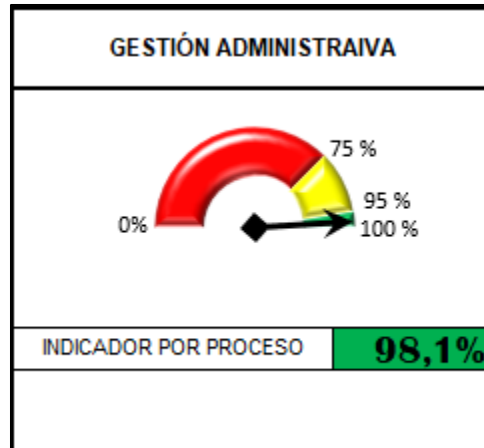 GESTIÓN ADMINISTRAIVA
75 %
95 %
0%
100 %
INDICADOR POR PROCESO
98,1%